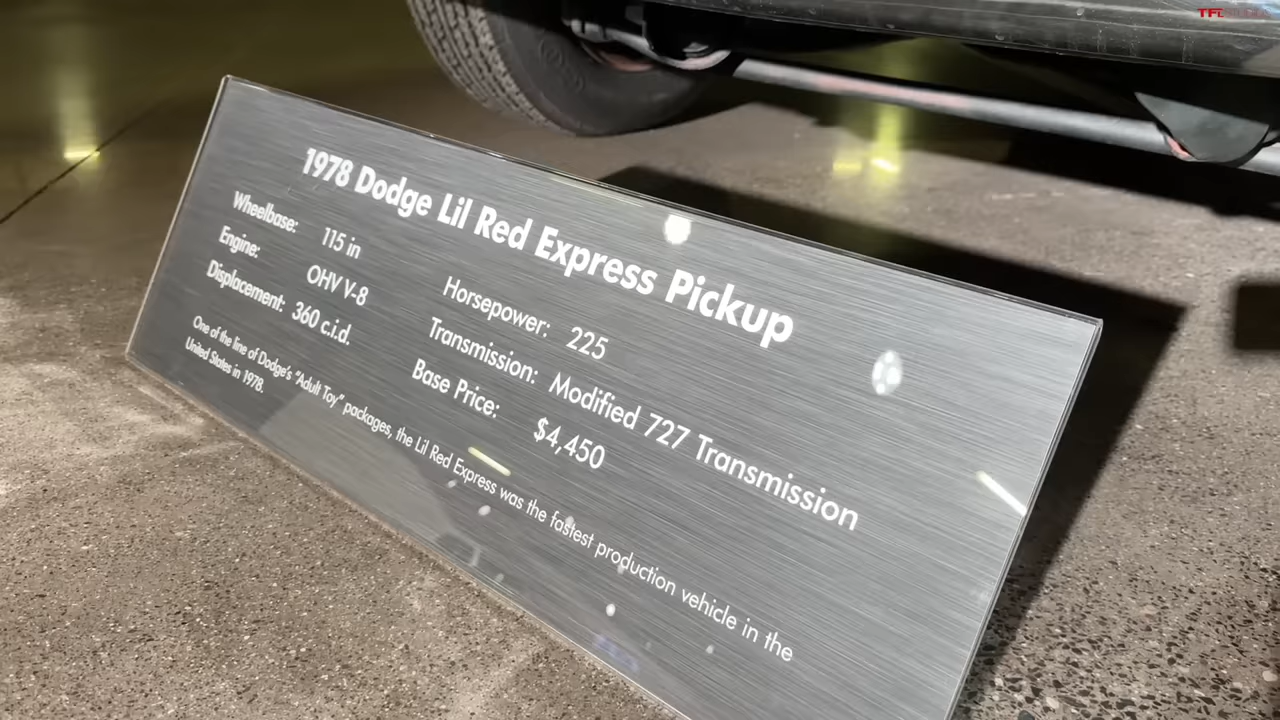 TFL
1978 Dodge Lil Red Express Pickup
Wheelbase: 115 in
Engine: OHV V-8
Displacement: 360 c.i.d.
Horsepower: 225
Transmission: Modified 727 Transmission
Base Price: $4,450
One of the line of Dodge's "Adult Toy" packages, the Lil Red Express was the fastest production vehicle in the
United States in 1978.